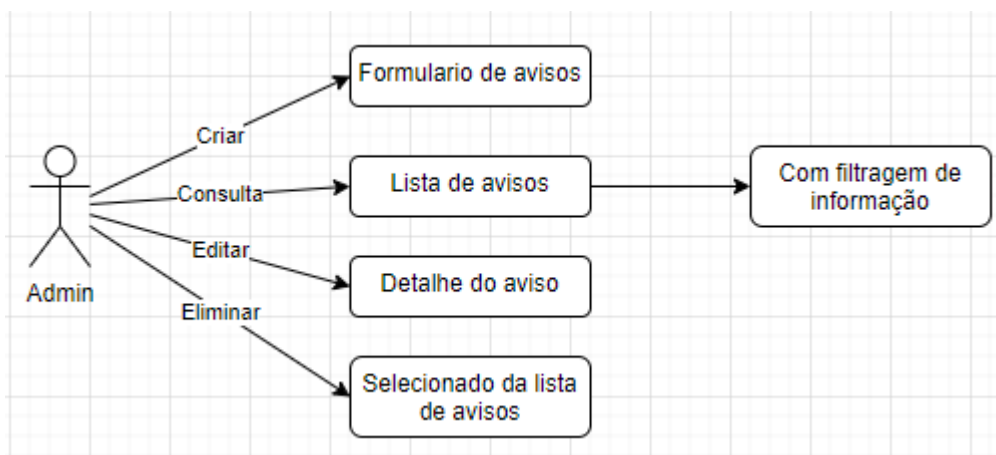 Formulario de avisos
Criar
Lista de avisos
Consulta
Com filtragem de
informação
Editar
Detalhe do aviso
Admin
Eliminar
Selecionado da lista
de avisos